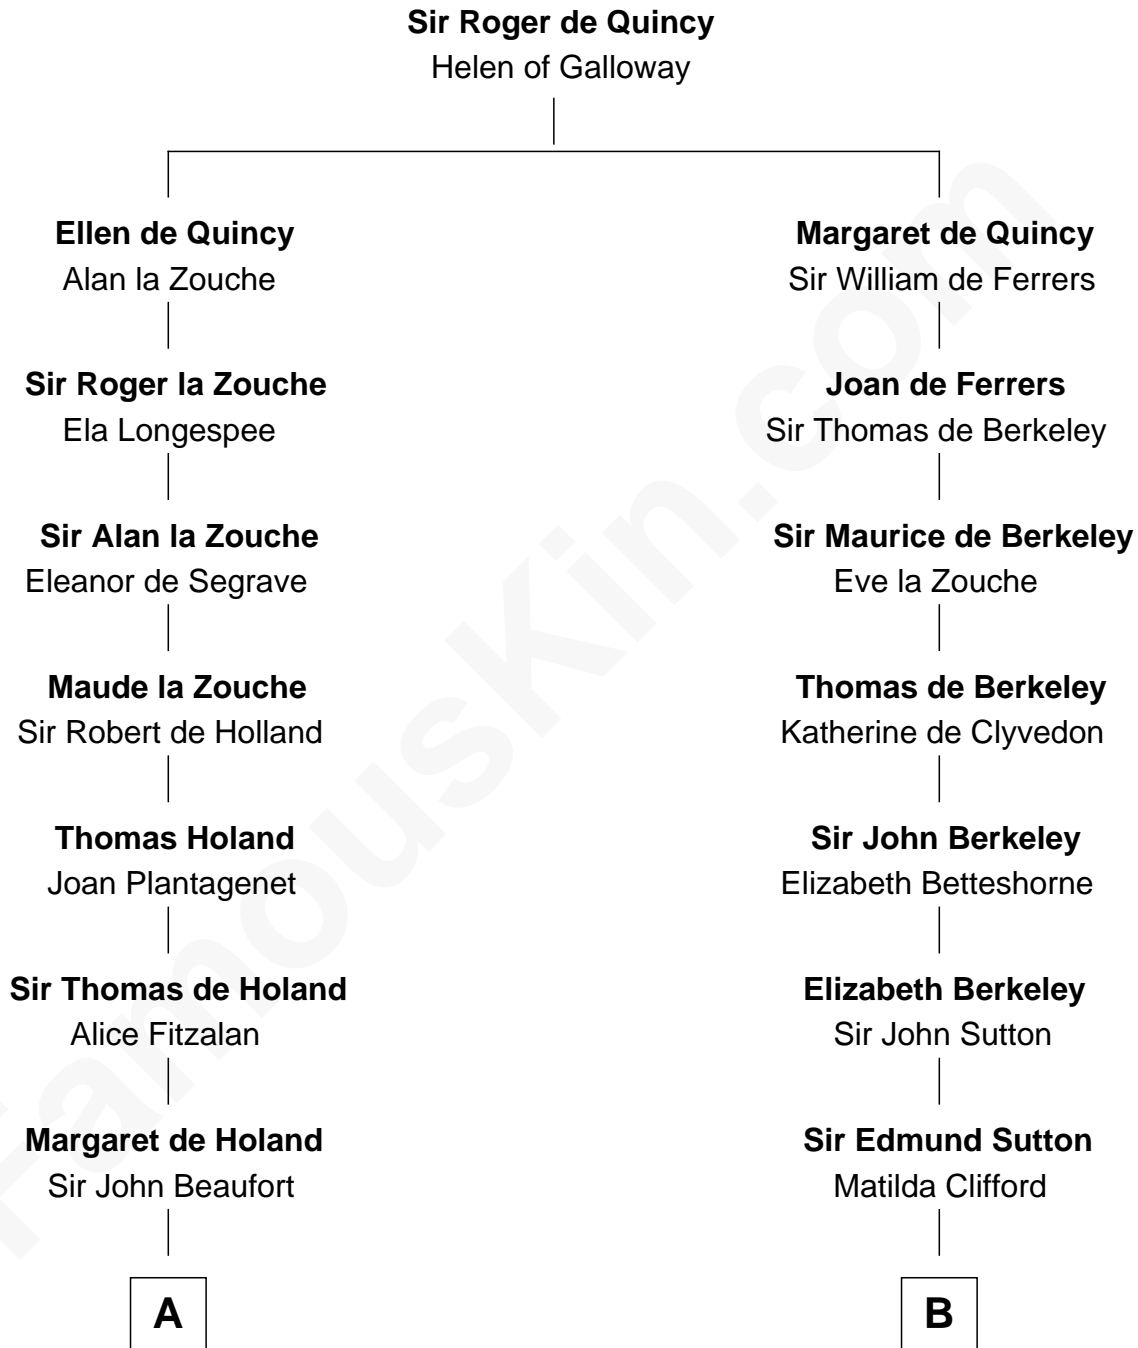 Sir Roger de Quincy
Helen of Galloway
Ellen de Quincy
Alan la Zouche
Margaret de Quincy
Sir William de Ferrers
Sir Roger la Zouche
Ela Longespee
Joan de Ferrers
Sir Thomas de Berkeley
Sir Alan la Zouche
Eleanor de Segrave
Sir Maurice de Berkeley
Eve la Zouche
Maude la Zouche
Sir Robert de Holland
Thomas de Berkeley
Katherine de Clyvedon
Thomas Holand
Joan Plantagenet
Sir John Berkeley
Elizabeth Betteshorne
Sir Thomas de Holand
Alice Fitzalan
Elizabeth Berkeley
Sir John Sutton
Margaret de Holand
Sir John Beaufort
Sir Edmund Sutton
Matilda Clifford
A
B
FamousKin.com